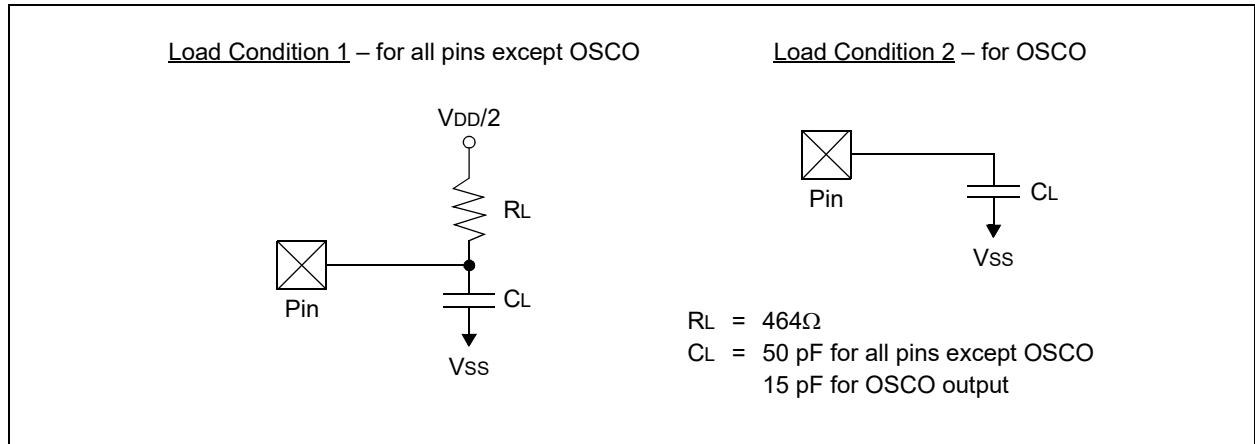 Load Condition 1 – for all pins except OSCO
VDD/2
RL
Pin
CL
VSS
Load Condition 2 – for OSCO
Pin
CL
VSS
RL = 464Ω
CL = 50 pF for all pins except OSCO
15 pF for OSCO output